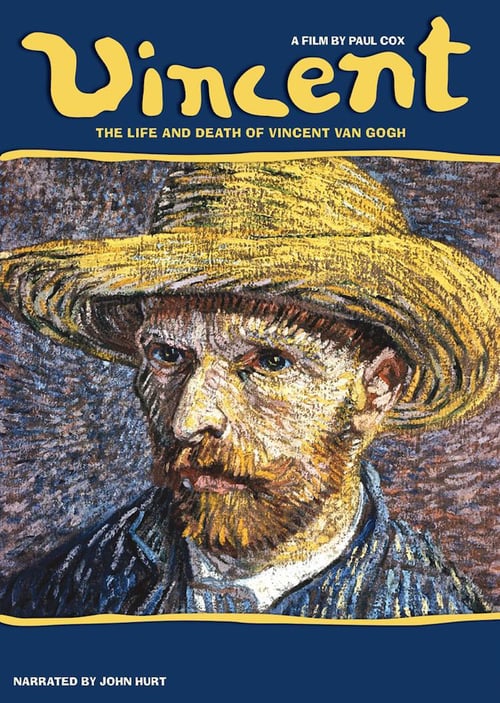 A FILM BY PAUL COX
Vincent
THE LIFE AND DEATH OF VINCENT VAN GOGH
NARRATED BY JOHN HURT